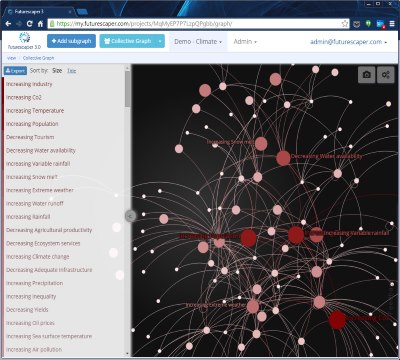 Futurescaper 3
https://my.futurescaper.com/projects/MqMyEP7P7LzpQPgbb/graph/
Futurescaper 3.0
Add subgraph
Collective Graph
Demo - Climate
Admin
admin@futurescaper.com
view
Collective Graph
Export
Sort by:
Size
Title
Increasing Industry
Increasing Co2
Increasing Temperature
Increasing Population
Decreasing Tourism
Decreasing Water availability
Increasing Variable rainfall
Increasing Snow melt
Increasing Extreme weather
Increasing Water runoff
Increasing Rainfall
Decreasing Agricultural productivity
Decreasing Ecosystem services
Increasing Climate change
Decreasing Adequate infrastructure
Increasing Precipitation
Increasing Inequality
Decreasing Yields
Increasing Oil prices
Increasing Sea surface temperature
Increasing Air pollution
Increasing Snow melt
Decreasing Water availability
Increasing Variable rainfall
Increasing Extreme weather